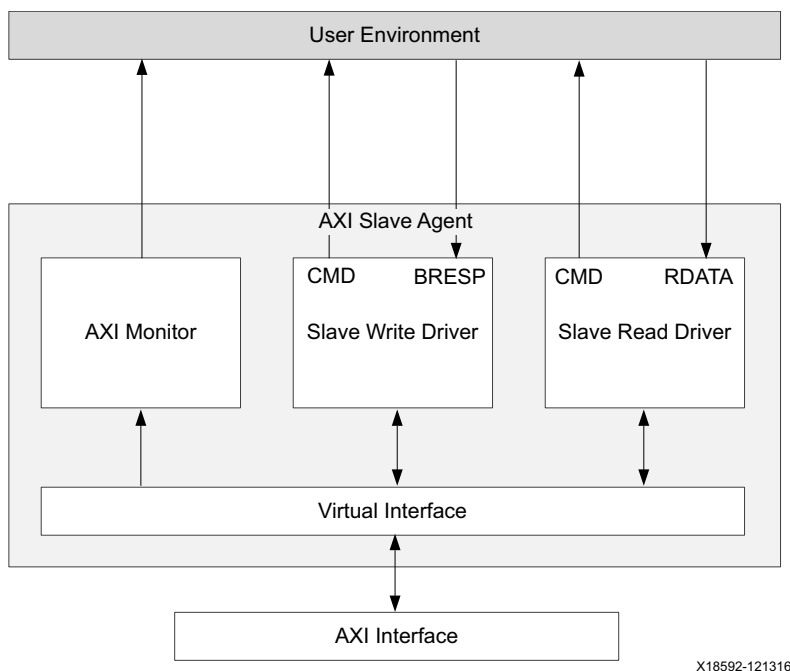 User Environment
AXI Slave Agent
CMD BRESP CMD RDATA
AXI Monitor Slave Write Driver Slave Read Driver
Virtual Interface
AXI Interface
X18592-121316